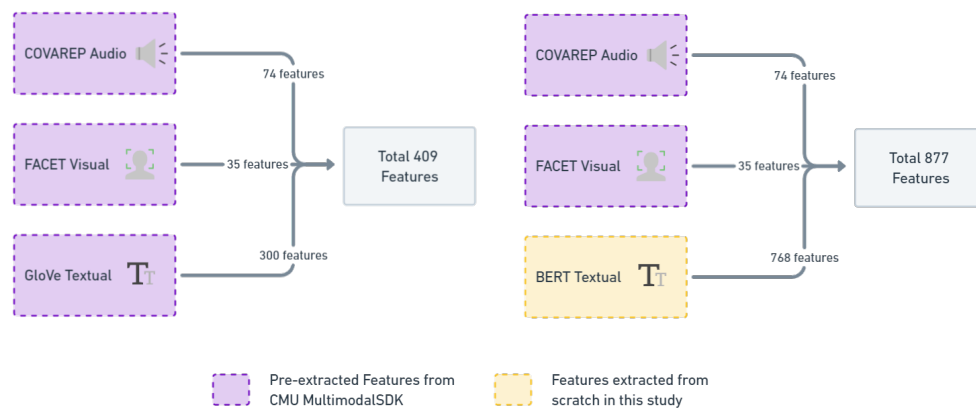 COVAREP Audio
74 features
FACET Visual
35 features
Total 409
Features
GloVe Textual
TT
300 features
COVAREP Audio
74 features
FACET Visual
35 features
Total 877
Features
BERT Textual
TT
768 features
Pre-extracted Features from
CMU MultimodalSDK
Features extracted from
scratch in this study